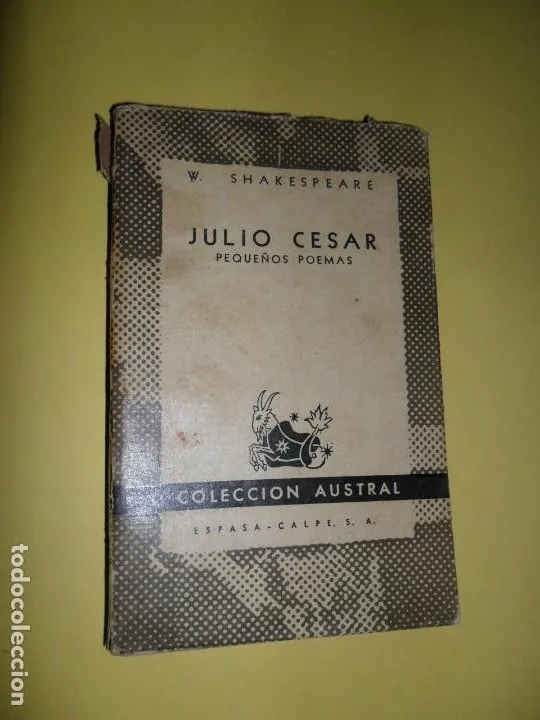 W. SHAKESPEARE
JULIO CESAR
PEQUEÑOS POEMAS
COLECCION AUSTRAL
ESPASA-CALPE, S. A.
todocoleccion